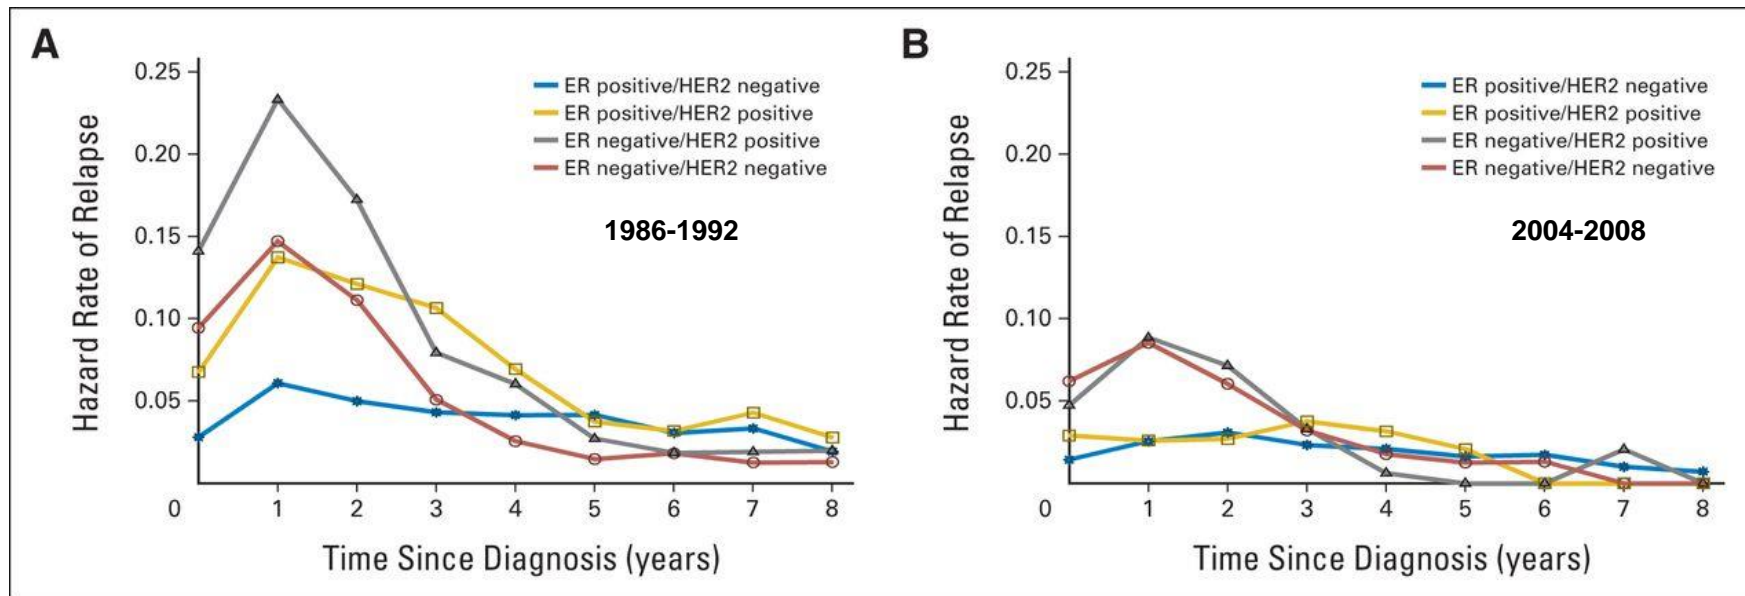 A
Hazard Rate of Relapse
0.25
0.20
0.15
0.10
0.05
ER positive/HER2 negative
ER positive/HER2 positive
ER negative/HER2 positive
ER negative/HER2 negative
1986-1992
0 1 2 3 4 5 6 7 8
Time Since Diagnosis (years)
B
Hazard Rate of Relapse
0.25
0.20
0.15
0.10
0.05
ER positive/HER2 negative
ER positive/HER2 positive
ER negative/HER2 positive
ER negative/HER2 negative
2004-2008
0 1 2 3 4 5 6 7 8
Time Since Diagnosis (years)